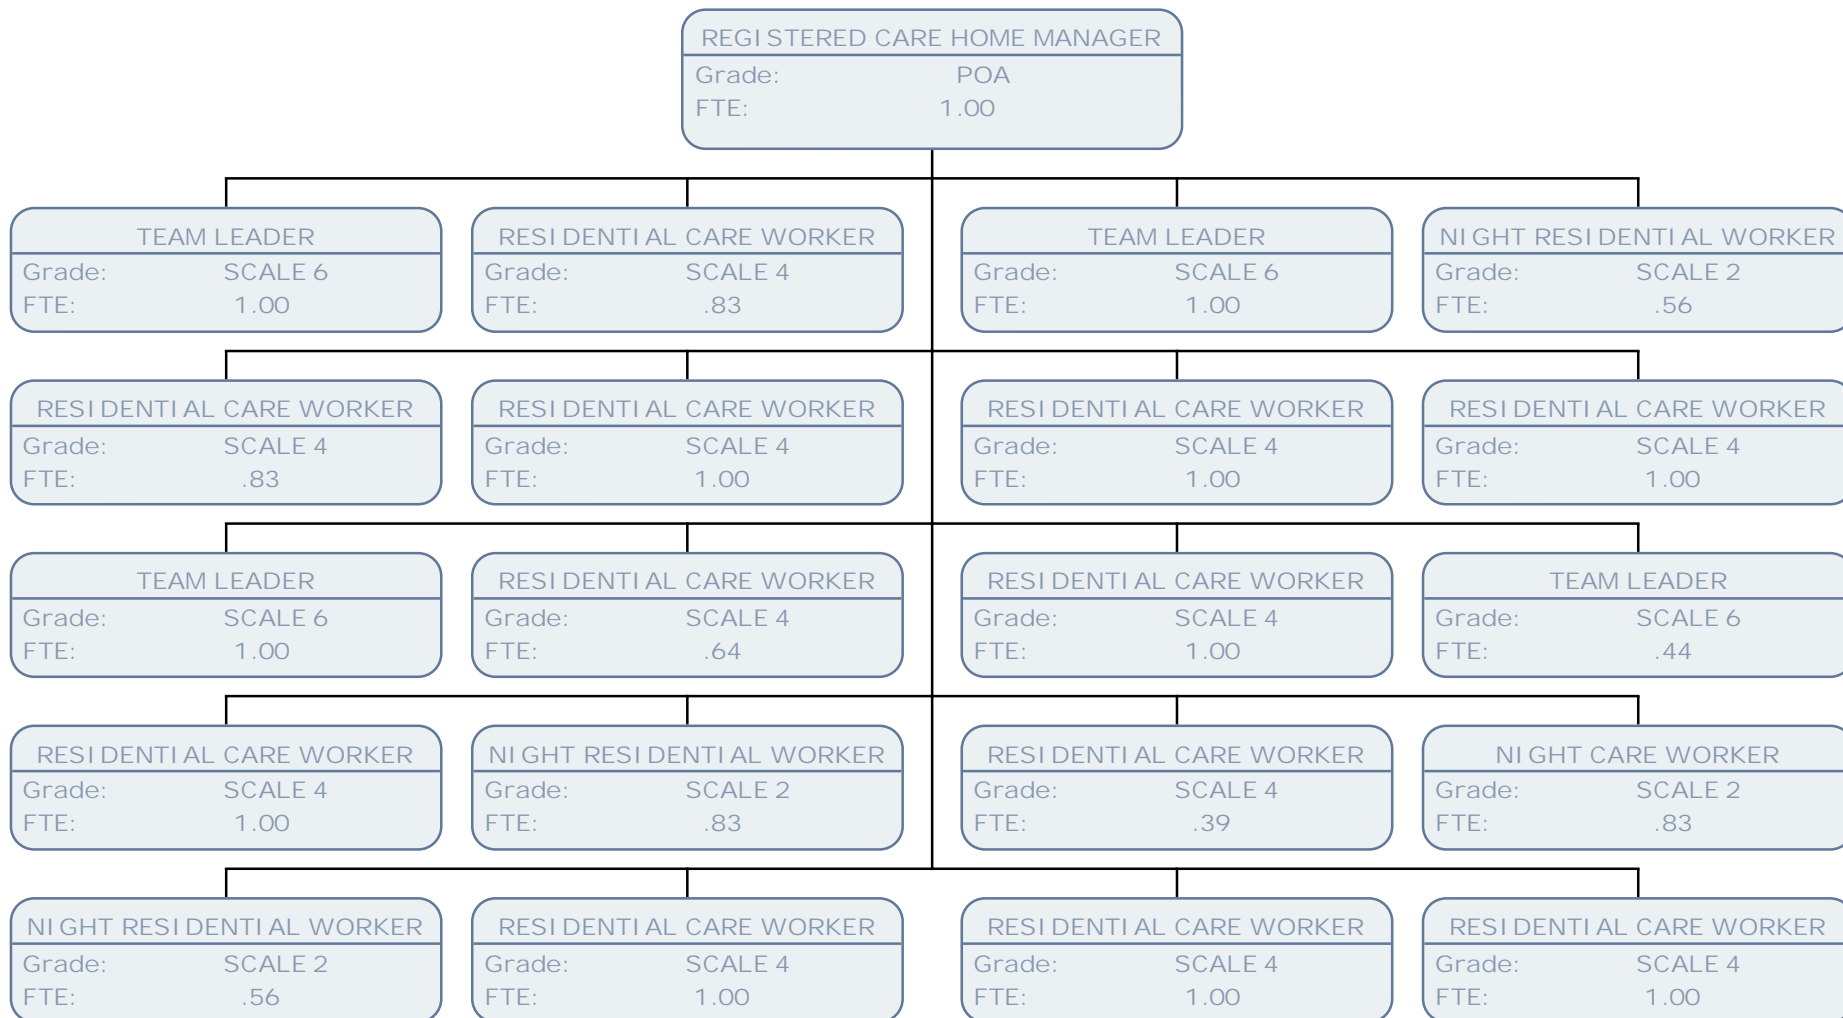 REGISTERED CARE HOME MANAGER
Grade: POA
FTE: 1.00
TEAM LEADER
Grade: SCALE 6
FTE: 1.00
RESIDENTIAL CARE WORKER
Grade: SCALE 4
FTE: .83
TEAM LEADER
Grade: SCALE 6
FTE: 1.00
NIGHT RESIDENTIAL WORKER
Grade: SCALE 2
FTE: .56
RESIDENTIAL CARE WORKER
Grade: SCALE 4
FTE: .83
RESIDENTIAL CARE WORKER
Grade: SCALE 4
FTE: 1.00
RESIDENTIAL CARE WORKER
Grade: SCALE 4
FTE: 1.00
RESIDENTIAL CARE WORKER
Grade: SCALE 4
FTE: 1.00
TEAM LEADER
Grade: SCALE 6
FTE: 1.00
RESIDENTIAL CARE WORKER
Grade: SCALE 4
FTE: .64
RESIDENTIAL CARE WORKER
Grade: SCALE 4
FTE: 1.00
TEAM LEADER
Grade: SCALE 6
FTE: .44
RESIDENTIAL CARE WORKER
Grade: SCALE 4
FTE: 1.00
NIGHT RESIDENTIAL WORKER
Grade: SCALE 2
FTE: .83
RESIDENTIAL CARE WORKER
Grade: SCALE 4
FTE: .39
NIGHT CARE WORKER
Grade: SCALE 2
FTE: .83
NIGHT RESIDENTIAL WORKER
Grade: SCALE 2
FTE: .56
RESIDENTIAL CARE WORKER
Grade: SCALE 4
FTE: 1.00
RESIDENTIAL CARE WORKER
Grade: SCALE 4
FTE: 1.00
RESIDENTIAL CARE WORKER
Grade: SCALE 4
FTE: 1.00